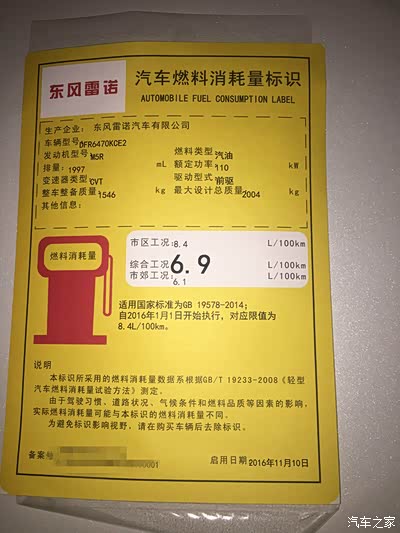 东风雷诺
汽车燃料消耗量标识
AUTOMOBILE FUEL CONSUMPTION LABEL
生产企业: 东风雷诺汽车有限公司
车辆型号: DFR6470KCE2
发动机型号: M5R 燃料类型: 汽油
排量: 1997 mL 额定功率: 110 kW
变速器类型: CVT 驱动型式: 前驱
整车整备质量: 1546 kg 最大设计总质量: 2004 kg
其他信息:
燃料消耗量
市区工况: 8.4 L/100km
综合工况: 6.9 L/100km
市郊工况: 6.1 L/100km
适用国家标准为GB 19578-2014;
自2016年1月1日开始执行, 对应限值为
8.4L/100km。
说明
本标识所采用的燃料消耗量数据系根据GB/T 19233-2008《轻型
汽车燃料消耗量试验方法》测定。
由于驾驶习惯、道路状况、气候条件和燃料品质等因素的影响,
实际燃料消耗量可能与本标识的燃料消耗量不同。
为避免标识影响视野, 请在购买车辆后去除标识。
备案号 启用日期 2016年11月10日
汽车之家